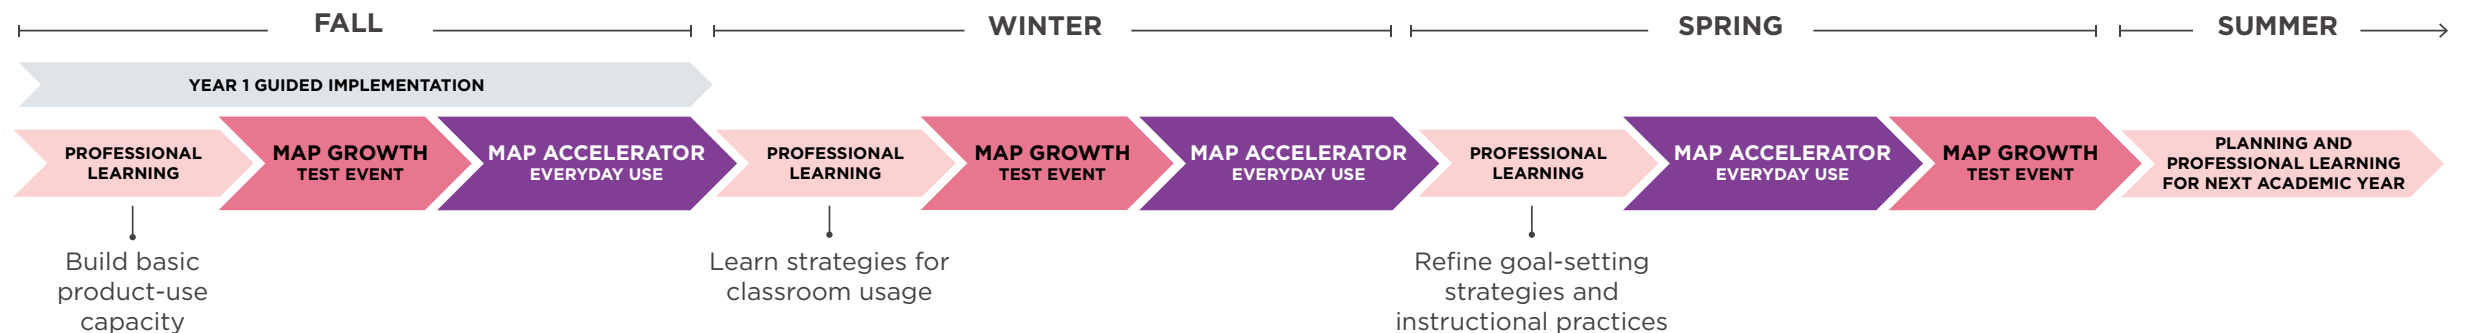 FALL
WINTER
SPRING
SUMMER
YEAR 1 GUIDED IMPLEMENTATION
PROFESSIONAL
LEARNING
MAP GROWTH
TEST EVENT
MAP ACCELERATOR
EVERYDAY USE
PROFESSIONAL
LEARNING
MAP GROWTH
TEST EVENT
MAP ACCELERATOR
EVERYDAY USE
PROFESSIONAL
LEARNING
MAP ACCELERATOR
EVERYDAY USE
MAP GROWTH
TEST EVENT
PLANNING AND
PROFESSIONAL LEARNING
FOR NEXT ACADEMIC YEAR
Build basic
product-use
capacity
Learn strategies for
classroom usage
Refine goal-setting
strategies and
instructional practices